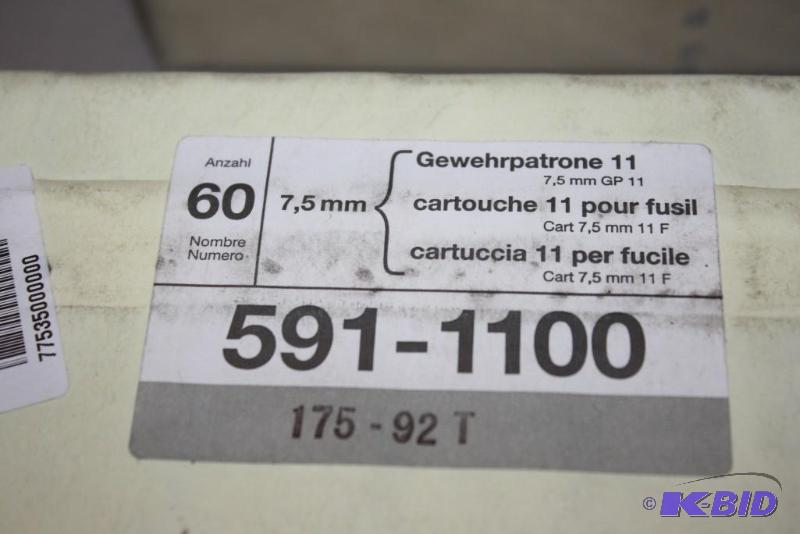 Anzahl
60
Nombre
Numero
7,5 mm
Gewehrpatrone 11
7,5 mm GP 11
cartouche 11 pour fusil
Cart 7,5 mm 11 F
cartuccia 11 per fucile
Cart 7,5 mm 11 F
591-1100
175 - 92 T
77535000000
© K-BID